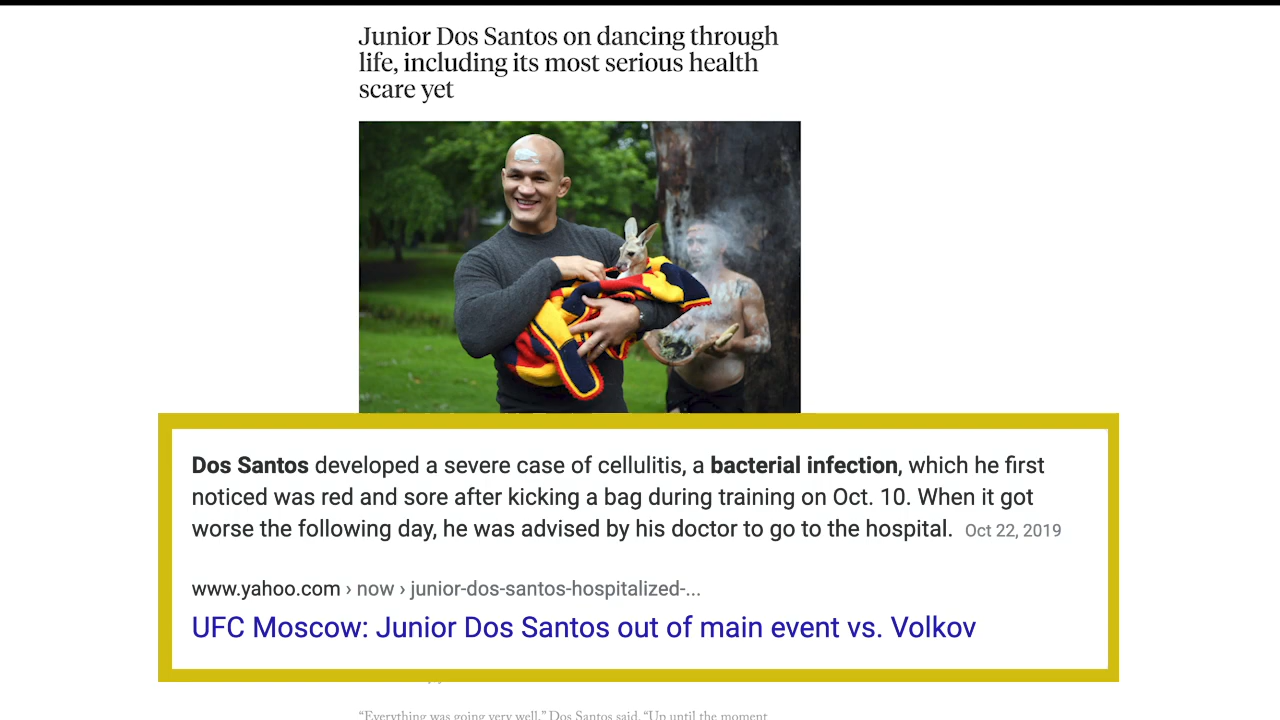 Junior Dos Santos on dancing through
life, including its most serious health
scare yet
Dos Santos developed a severe case of cellulitis, a bacterial infection, which he first
noticed was red and sore after kicking a bag during training on Oct. 10. When it got
worse the following day, he was advised by his doctor to go to the hospital. Oct 22, 2019
www.yahoo.com › now › junior-dos-santos-hospitalized-...
UFC Moscow: Junior Dos Santos out of main event vs. Volkov
“Everything was going very well,” Dos Santos said. “Up until the moment